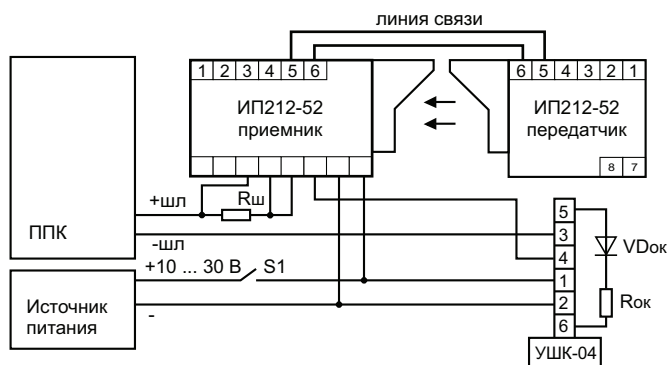 линия связи
1 2 3 4 5 6
6 5 4 3 2 1
ИП212-52
приемник
ИП212-52
передатчик
8 7
+шл
Rш
ППК
-шл
+10 ... 30 В
S1
Источник
питания
-
5
3
4
1
2
6
VDок
Rок
УШК-04